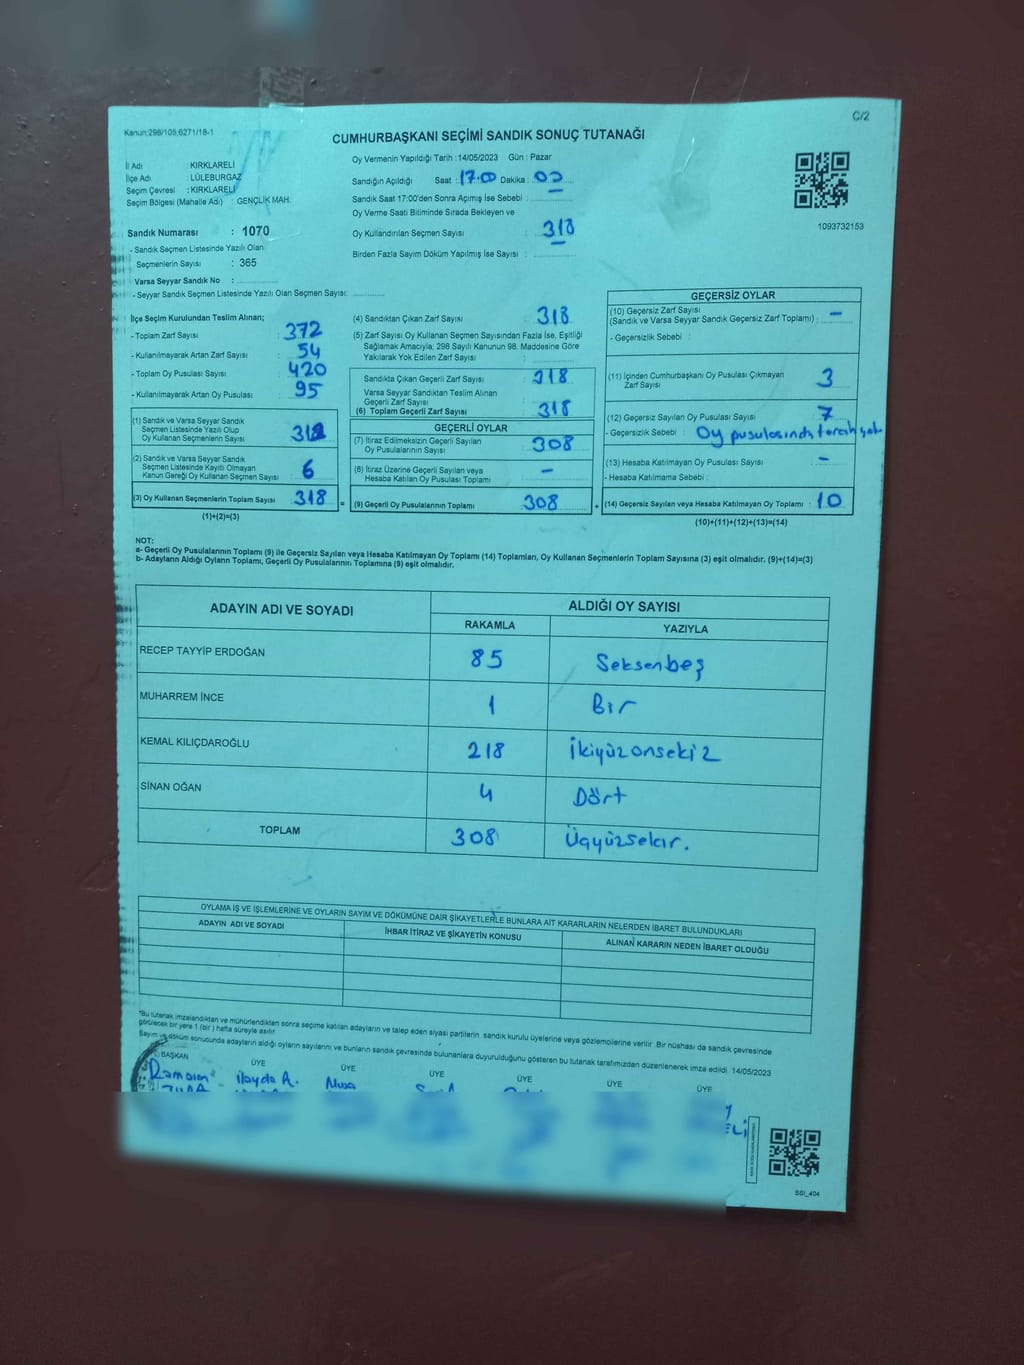 C/2
Kanun:298/105,6271/18-1
CUMHURBAŞKANI SEÇİMİ SANDIK SONUÇ TUTANAĞI
İl Adı : KIRKLARELİ
İlçe Adı : LÜLEBURGAZ
Seçim Çevresi : KIRKLARELİ
Seçim Bölgesi (Mahalle Adı) : GENÇLİK MAH.
Sandık Numarası : 1070
- Sandık Seçmen Listesinde Yazılı Olan
Seçmenlerin Sayısı : 365
Varsa Seyyar Sandık No :
- Seyyar Sandık Seçmen Listesinde Yazılı Olan Seçmen Sayısı:
Oy Vermenin Yapıldığı Tarih :14/05/2023 Gün : Pazar
Sandığın Açıldığı Saat :17.00 Dakika : 00
Sandık Saat 17:00'den Sonra Açımış İse Sebebi :
Oy Verme Saati Bitiminde Sırada Bekleyen ve
Oy Kullandırılan Seçmen Sayısı : 318
Birden Fazla Sayım Döküm Yapılmış İse Sayısı :
1093732153
İlçe Seçim Kurulundan Teslim Alınan;
- Toplam Zarf Sayısı : 372
- Kullanılmayarak Artan Zarf Sayısı : 54
- Toplam Oy Pusulası Sayısı : 420
- Kullanılmayarak Artan Oy Pusulası : 95
(1) Sandık ve Varsa Seyyar Sandık
Seçmen Listesinde Yazılı Olup
Oy Kullanan Seçmenlerin Sayısı 312
(2) Sandık ve Varsa Seyyar Sandık
Seçmen Listesinde Kayıtlı Olmayan
Kanun Gereği Oy Kullanan Seçmen Sayısı : 6
(3) Oy Kullanan Seçmenlerin Toplam Sayısı : 318 =
(1)+(2)=(3)
(4) Sandıktan Çıkan Zarf Sayısı : 318
(5) Zarf Sayısı Oy Kullanan Seçmen Sayısından Fazla İse, Eşitliği
Sağlamak Amacıyla, 298 Sayılı Kanunun 98. Maddesine Göre
Yakılarak Yok Edilen Zarf Sayısı :
Sandıkta Çıkan Geçerli Zarf Sayısı : 318
Varsa Seyyar Sandıktan Teslim Alınan
Geçerli Zarf Sayısı :
(6) Toplam Geçerli Zarf Sayısı : 318
GEÇERLİ OYLAR
(7) İtiraz Edilmeksizin Geçerli Sayılan
Oy Pusulalarının Sayısı : 308
(8) İtiraz Üzerine Geçerli Sayılan veya
Hesaba Katılan Oy Pusulası Toplamı : -
(9) Geçerli Oy Pusulalarının Toplamı : 308 +
GEÇERSİZ OYLAR
(10) Geçersiz Zarf Sayısı
(Sandık ve Varsa Seyyar Sandık Geçersiz Zarf Toplamı) : -
- Geçersizlik Sebebi :
(11) İçinden Cumhurbaşkanı Oy Pusulası Çıkmayan
Zarf Sayısı : 3
(12) Geçersiz Sayılan Oy Pusulası Sayısı : 7
- Geçersizlik Sebebi : Oy pusulasında tercih yok
(13) Hesaba Katılmayan Oy Pusulası Sayısı : -
- Hesaba Katılmama Sebebi :
(14) Geçersiz Sayılan veya Hesaba Katılmayan Oy Toplamı : 10
(10)+(11)+(12)+(13)=(14)
NOT:
a- Geçerli Oy Pusulalarının Toplamı (9) ile Geçersiz Sayılan veya Hesaba Katılmayan Oy Toplamı (14) Toplamları, Oy Kullanan Seçmenlerin Toplam Sayısına (3) eşit olmalıdır. (9)+(14)=(3)
b- Adayların Aldığı Oyların Toplamı, Geçerli Oy Pusulalarının Toplamına (9) eşit olmalıdır.
ADAYIN ADI VE SOYADI ALDIĞI OY SAYISI
RAKAMLA YAZIYLA
RECEP TAYYİP ERDOĞAN 85 Seksenbeş
MUHARREM İNCE 1 Bir
KEMAL KILIÇDAROĞLU 218 İkiyüzonsekiz
SİNAN OĞAN 4 Dört
TOPLAM 308 Üçyüzsekiz.
OYLAMA İŞ VE İŞLEMLERİNE VE OYLARIN SAYIM VE DÖKÜMÜNE DAİR ŞİKAYETLERLE BUNLARA AİT KARARLARIN NELERDEN İBARET BULUNDUKLARI
ADAYIN ADI VE SOYADI İHBAR İTİRAZ VE ŞİKAYETİN KONUSU ALINAN KARARIN NEDEN İBARET OLDUĞU
*Bu tutanak imzalandıktan ve mühürlendikten sonra seçime katılan adayların ve talep eden siyasi partilerin sandık kurulu üyelerine veya gözlemcilerine verilir. Bir nüshası da sandık çevresinde
görülecek bir yere 1 (bir) hafta süreyle asılır.
Sayım ve döküm sonucunda adayların aldığı oyların sayılarını ve bunların sandık çevresinde bulunanlara duyurulduğunu gösteren bu tutanak tarafımızdan düzenlenerek imza edildi. 14/05/2023
BAŞKAN ÜYE ÜYE ÜYE ÜYE ÜYE ÜYE
Ramazan İlayda A. Musa
SSI_404